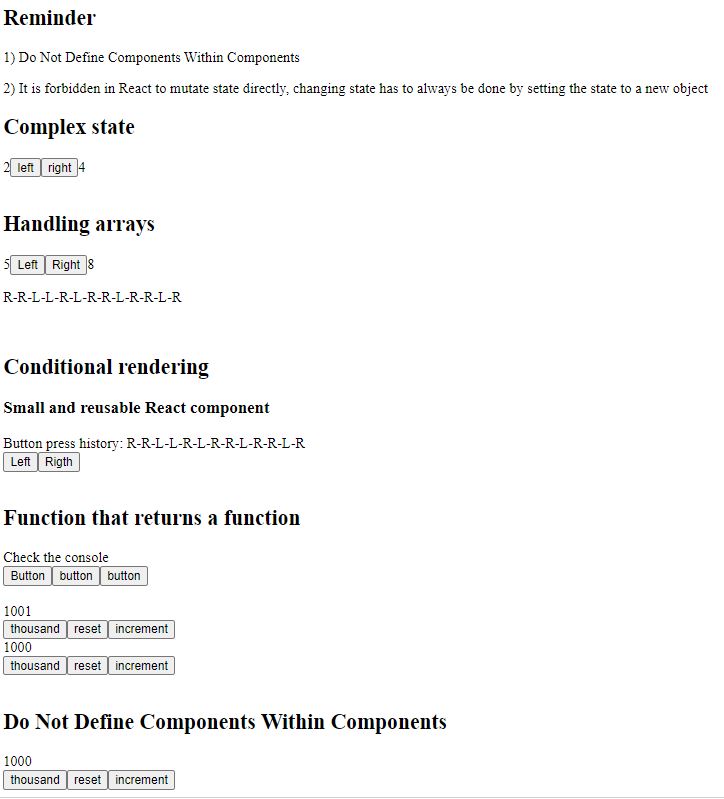 Reminder
1) Do Not Define Components Within Components
2) It is forbidden in React to mutate state directly, changing state has to always be done by setting the state to a new object
Complex state
2 left right 4
Handling arrays
5 Left Right 8
R-R-L-L-R-L-R-R-L-R-R-L-R
Conditional rendering
Small and reusable React component
Button press history: R-R-L-L-R-L-R-R-L-R-R-L-R
Left Rigth
Function that returns a function
Check the console
Button button button
1001
thousand reset increment
1000
thousand reset increment
Do Not Define Components Within Components
1000
thousand reset increment